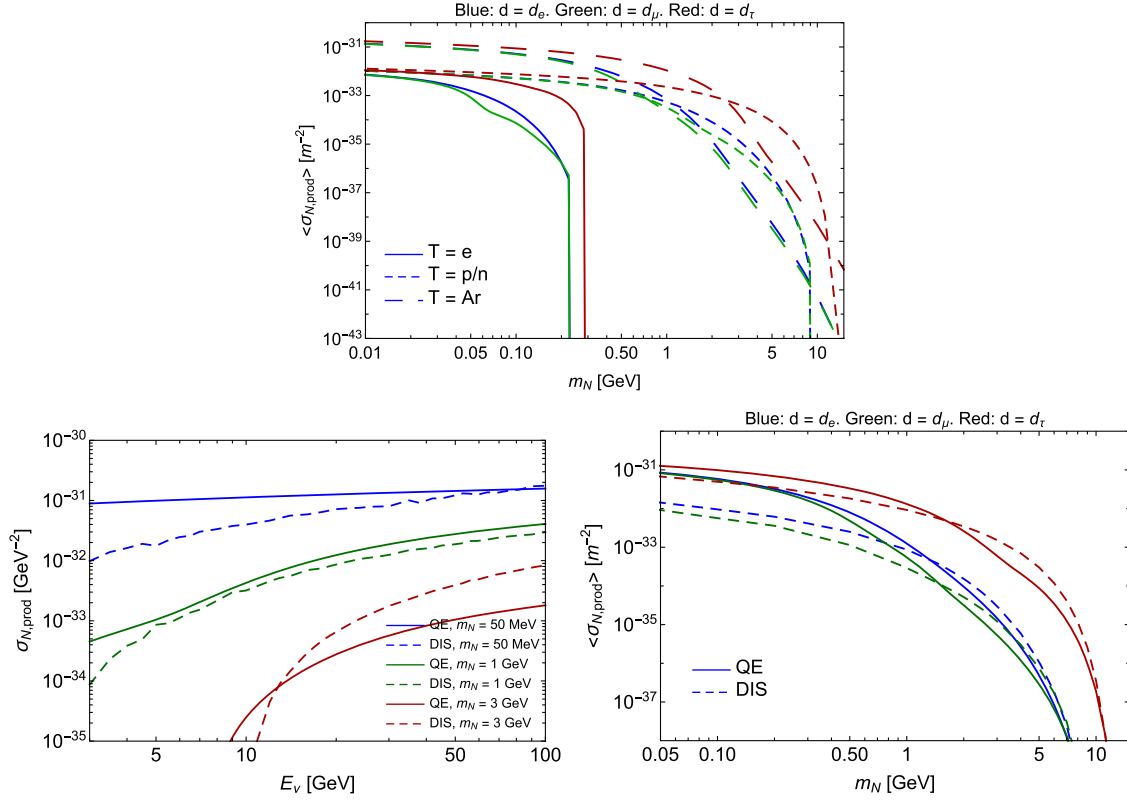 Blue: d = dₑ. Green: d = d_μ. Red: d = d_τ
<σ_N,prod> [m⁻²]
10⁻³¹
10⁻³³
10⁻³⁵
10⁻³⁷
10⁻³⁹
10⁻⁴¹
10⁻⁴³
T = e
T = p/n
T = Ar
0.01 0.05 0.10 0.50 1 5 10
m_N [GeV]
σ_N,prod [GeV⁻²]
10⁻³⁰
10⁻³¹
10⁻³²
10⁻³³
10⁻³⁴
10⁻³⁵
QE, m_N = 50 MeV
DIS, m_N = 50 MeV
QE, m_N = 1 GeV
DIS, m_N = 1 GeV
QE, m_N = 3 GeV
DIS, m_N = 3 GeV
5 10 50 100
E_ν [GeV]
Blue: d = dₑ. Green: d = d_μ. Red: d = d_τ
<σ_N,prod> [m⁻²]
10⁻³¹
10⁻³³
10⁻³⁵
10⁻³⁷
QE
DIS
0.05 0.10 0.50 1 5 10
m_N [GeV]